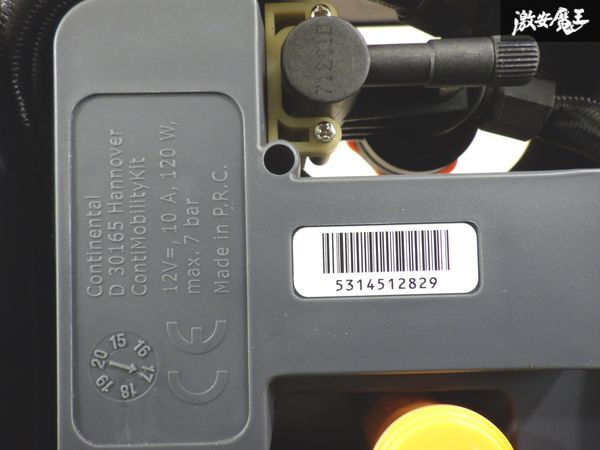 激安魔王
Continental
D 30165 Hannover
ContiMobilityKit
12V=, 10 A, 120 W,
max. 7 bar
Made in P.R.C.
CE
15 16 17 18 19 20
5314512829